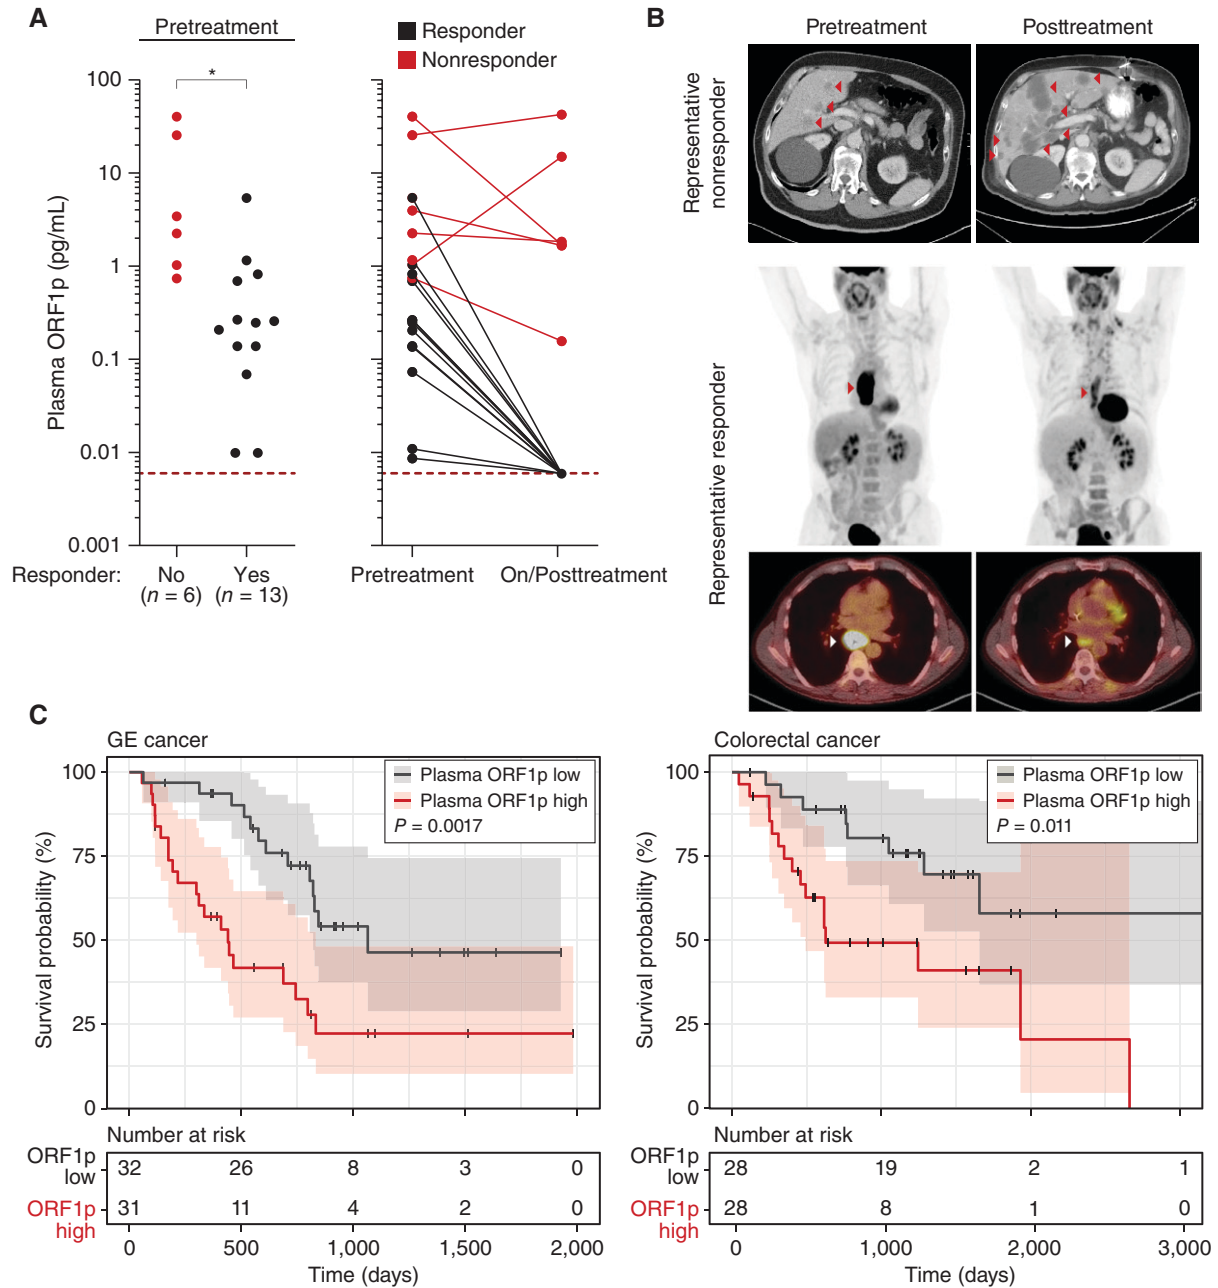 A
Pretreatment
*
Responder
Nonresponder
Plasma ORF1p (pg/mL)
100
10
1
0.1
0.01
0.001
Responder:
No
(n = 6)
Yes
(n = 13)
Pretreatment
On/Posttreatment
B
Pretreatment
Posttreatment
Representative
nonresponder
Representative responder
C
GE cancer
Plasma ORF1p low
Plasma ORF1p high
P = 0.0017
Survival probability (%)
100
75
50
25
0
Number at risk
ORF1p
low
32 26 8 3 0
ORF1p
high
31 11 4 2 0
0 500 1,000 1,500 2,000
Time (days)
Colorectal cancer
Plasma ORF1p low
Plasma ORF1p high
P = 0.011
Survival probability (%)
100
75
50
25
0
Number at risk
ORF1p
low
28 19 2 1
ORF1p
high
28 8 1 0
0 1,000 2,000 3,000
Time (days)